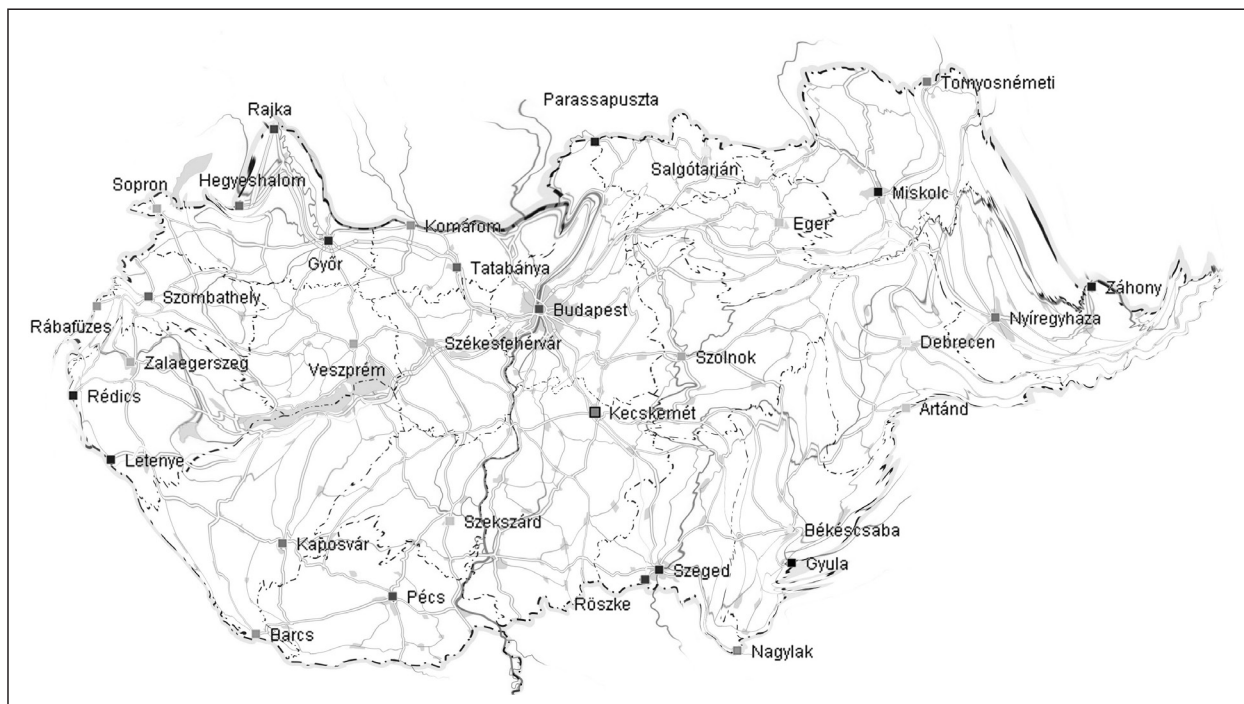 Tornyosnémeti
Parassapuszta
Rajka
Salgótarján
Hegyeshalom
Sopron
Miskolc
Komárom
Eger
Győr
Tatabánya
Záhony
Szombathely
Budapest
Nyíregyháza
Rábafüzes
Székesfehérvár
Debrecen
Zalaegerszeg
Szolnok
Veszprém
Rédics
Ártánd
Kecskemét
Letenye
Szekszárd
Békéscsaba
Kaposvár
Szeged
Gyula
Pécs
Röszke
Barcs
Nagylak